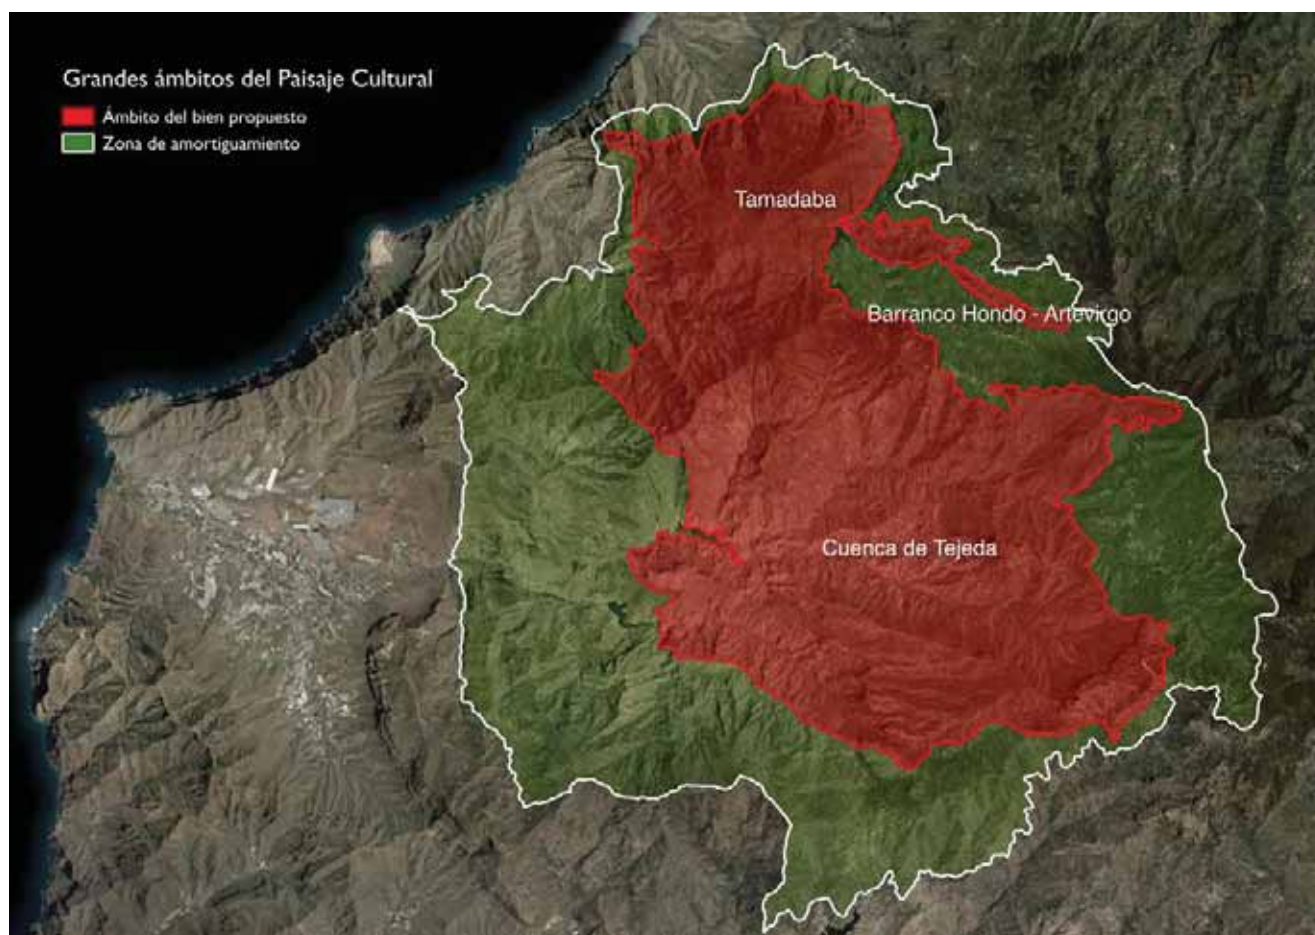 Grandes ámbitos del Paisaje Cultural
Ámbito del bien propuesto
Zona de amortiguamiento
Tamadaba
Barranco Hondo - Artevirgo
Cuenca de Tejeda